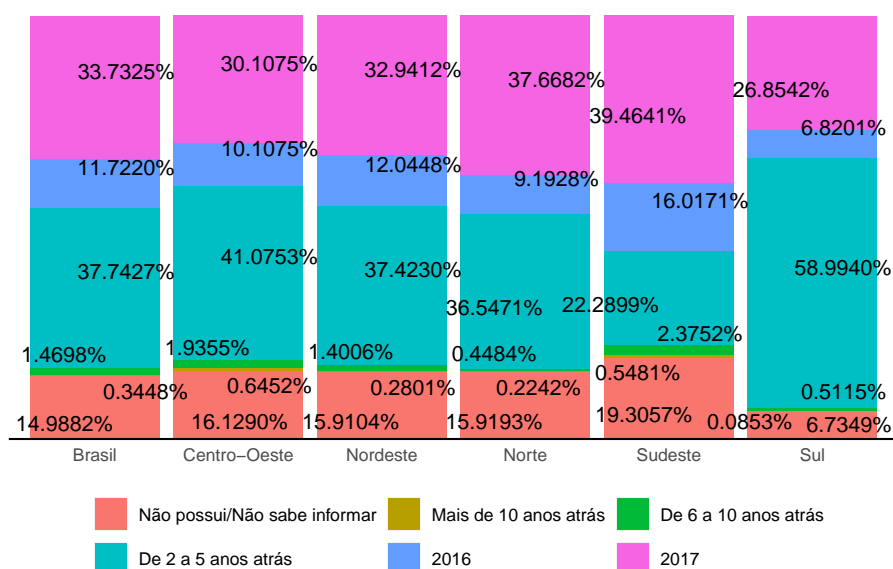 33.7325% 30.1075% 32.9412% 37.6682% 39.4641% 26.8542%
11.7220% 10.1075% 12.0448% 9.1928% 16.0171% 6.8201%
37.7427% 41.0753% 37.4230% 36.5471% 22.2899% 58.9940%
1.4698% 1.9355% 1.4006% 0.4484% 2.3752% 0.5115%
0.3448% 0.6452% 0.2801% 0.2242% 0.5481% 0.0853%
14.9882% 16.1290% 15.9104% 15.9193% 19.3057% 6.7349%
Brasil Centro−Oeste Nordeste Norte Sudeste Sul
Não possui/Não sabe informar Mais de 10 anos atrás De 6 a 10 anos atrás
De 2 a 5 anos atrás 2016 2017